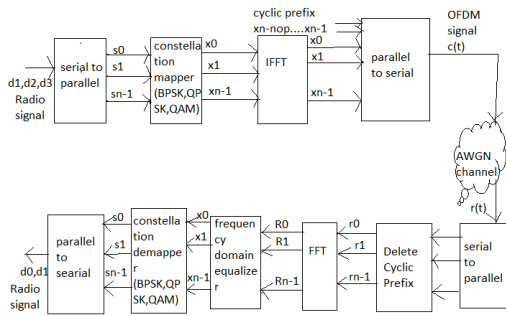 cyclic prefix
xn-nop....xn-1
OFDM
signal
c(t)
d1,d2,d3
Radio
signal
serial to
parallel
s0
s1
sn-1
constella
tion
mapper
(BPSK,QP
SK,QAM)
x0
x1
xn-1
IFFT
x0
x1
xn-1
parallel
to serial
AWGN
channel
r(t)
d0,d1
Radio
signal
parallel
to
searial
s0
s1
sn-1
constella
tion
demappe
r
(BPSK,QP
SK,QAM)
x0
x1
xn-1
frequen
cy
domain
equalize
r
R0
R1
Rn-1
FFT
r0
r1
rn-1
Delete
Cyclic
Prefix
serial
to
parallel